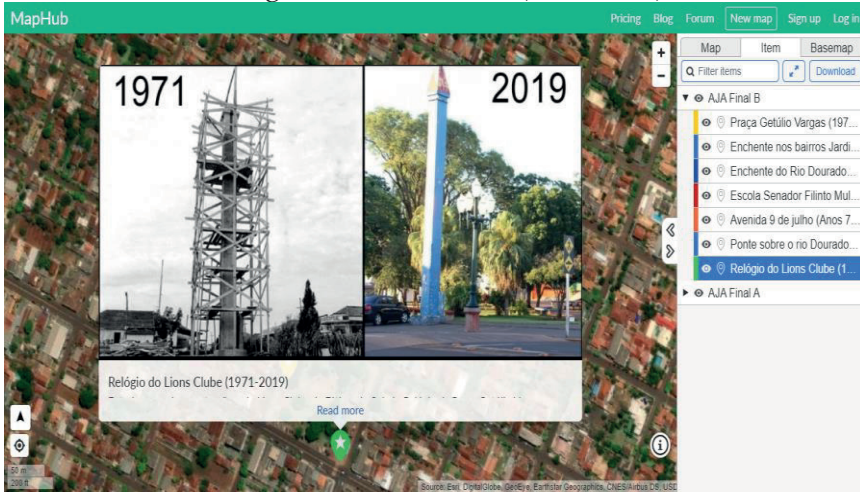 MapHub
Pricing Blog Forum New map Sign up Log in
1971
2019
Relógio do Lions Clube (1971-2019)
Read more
+
-
50 m
200 ft
Source: Esri, DigitalGlobe, GeoEye, Earthstar Geographics, CNES/Airbus DS, USD
Map Item Basemap
Filter items
Download
AJA Final B
Praça Getúlio Vargas (197...
Enchente nos bairros Jardi...
Enchente do Rio Dourado...
Escola Senador Filinto Mul...
Avenida 9 de julho (Anos 7...
Ponte sobre o rio Dourado...
Relógio do Lions Clube (1...
AJA Final A